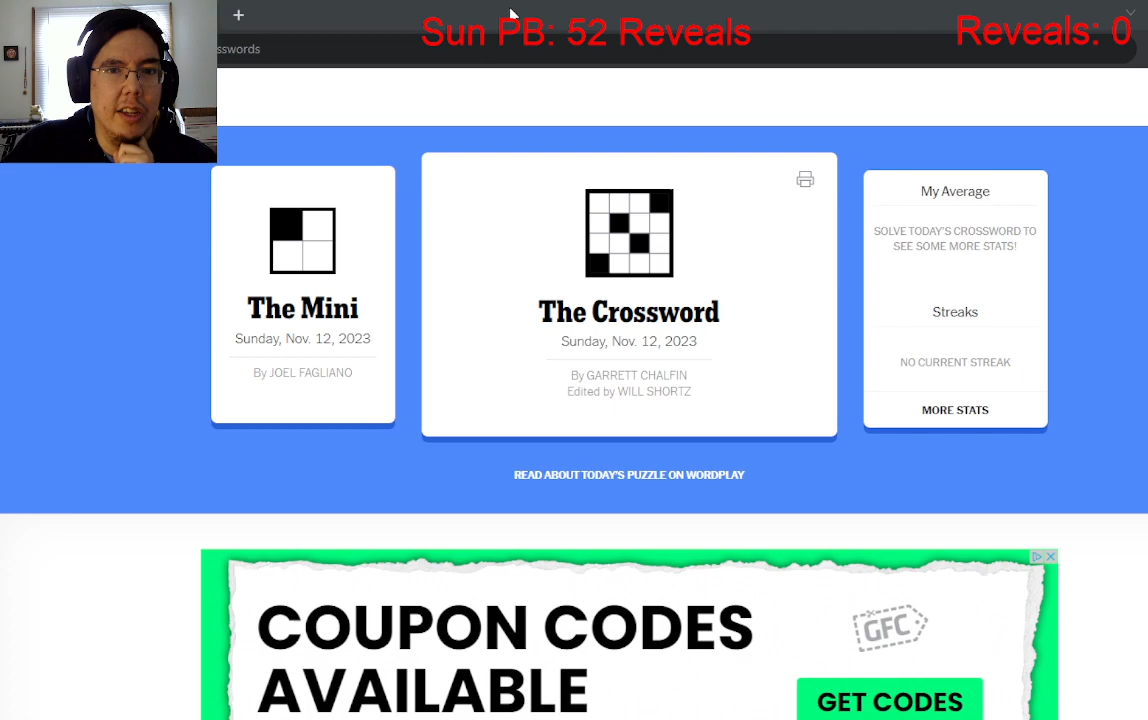 Sun PB: 52 Reveals
Reveals: 0
sswords
The Mini
Sunday, Nov. 12, 2023
By JOEL FAGLIANO
The Crossword
Sunday, Nov. 12, 2023
By GARRETT CHALFIN
Edited by WILL SHORTZ
My Average
SOLVE TODAY'S CROSSWORD TO
SEE SOME MORE STATS!
Streaks
NO CURRENT STREAK
MORE STATS
READ ABOUT TODAY'S PUZZLE ON WORDPLAY
COUPON CODES
AVAILABLE
GFC
GET CODES